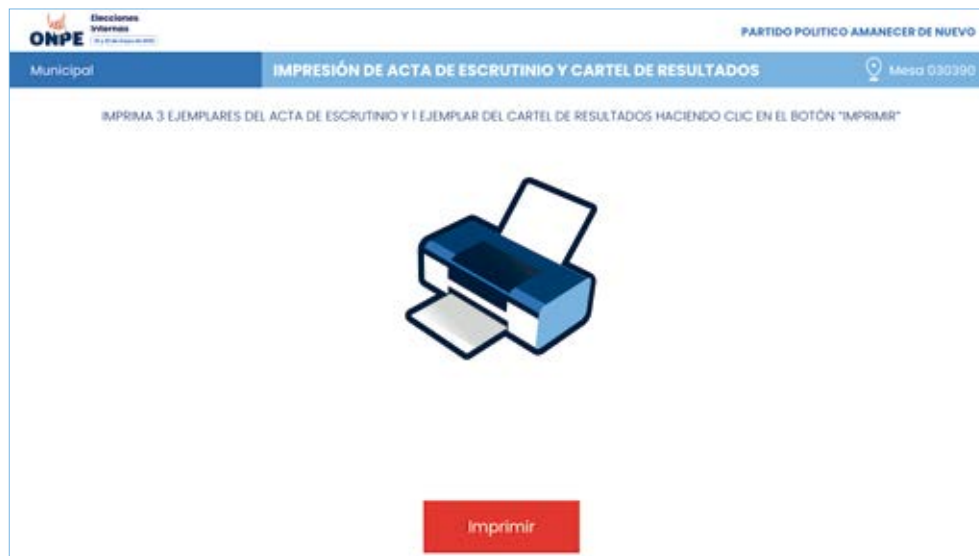 ONPE
Elecciones
Internas
PARTIDO POLITICO AMANECER DE NUEVO
Municipal
IMPRESIÓN DE ACTA DE ESCRUTINIO Y CARTEL DE RESULTADOS
Mesa 030390
IMPRIMA 3 EJEMPLARES DEL ACTA DE ESCRUTINIO Y 1 EJEMPLAR DEL CARTEL DE RESULTADOS HACIENDO CLIC EN EL BOTÓN "IMPRIMIR"
Imprimir